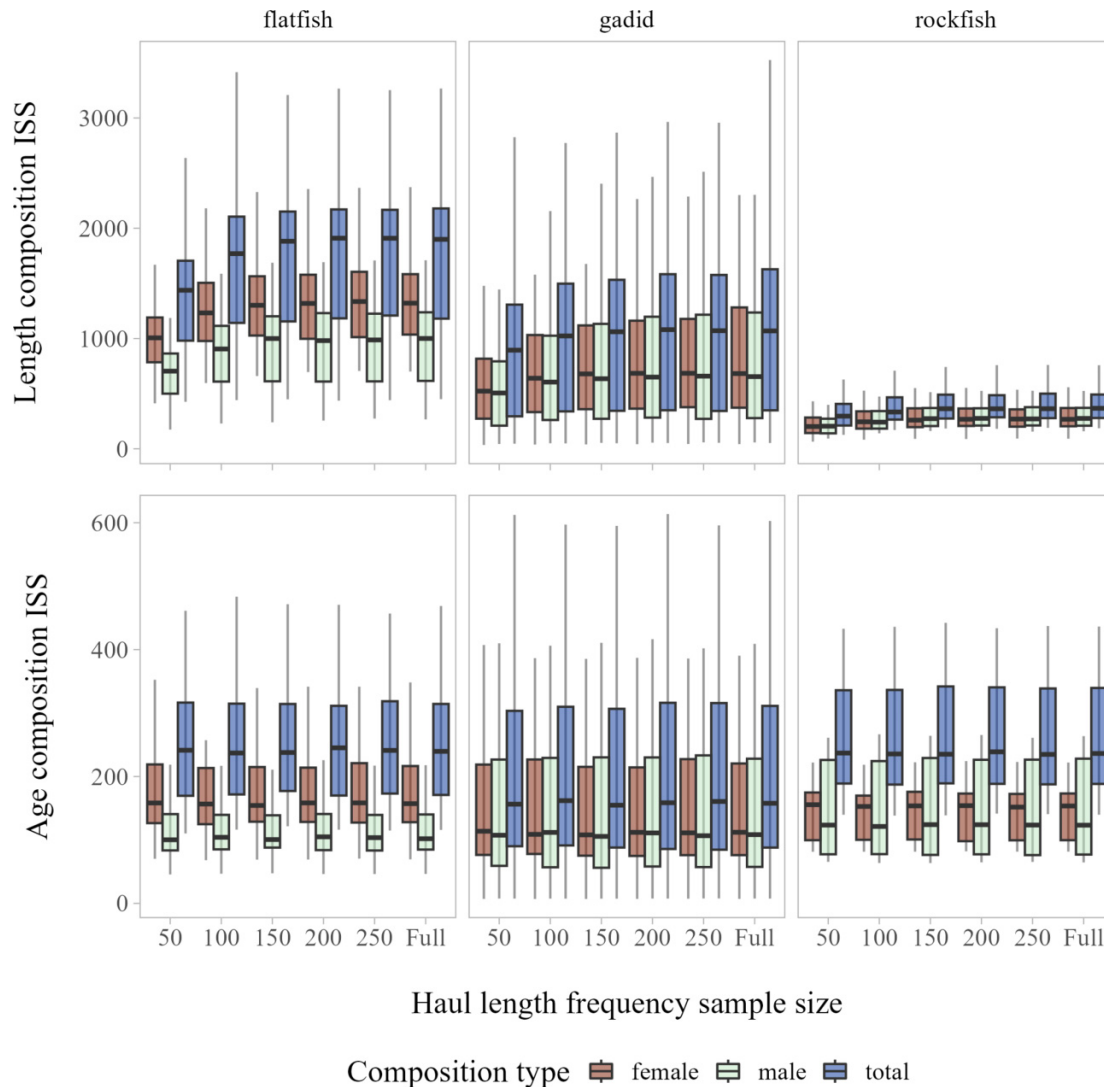 flatfish gadid rockfish
Length composition ISS
3000
2000
1000
0
Age composition ISS
600
400
200
0
50 100 150 200 250 Full 50 100 150 200 250 Full 50 100 150 200 250 Full
Haul length frequency sample size
Composition type female male total